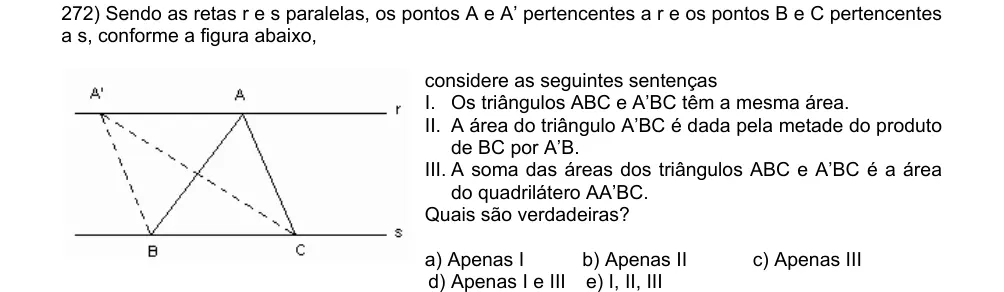 272) Sendo as retas r e s paralelas, os pontos A e A' pertencentes a r e os pontos B e C pertencentes
a s, conforme a figura abaixo,
A'
A
r
B
C
s
considere as seguintes sentenças
I. Os triângulos ABC e A'BC têm a mesma área.
II. A área do triângulo A'BC é dada pela metade do produto
de BC por A'B.
III. A soma das áreas dos triângulos ABC e A'BC é a área
do quadrilátero AA'BC.
Quais são verdadeiras?
a) Apenas I b) Apenas II c) Apenas III
d) Apenas I e III e) I, II, III